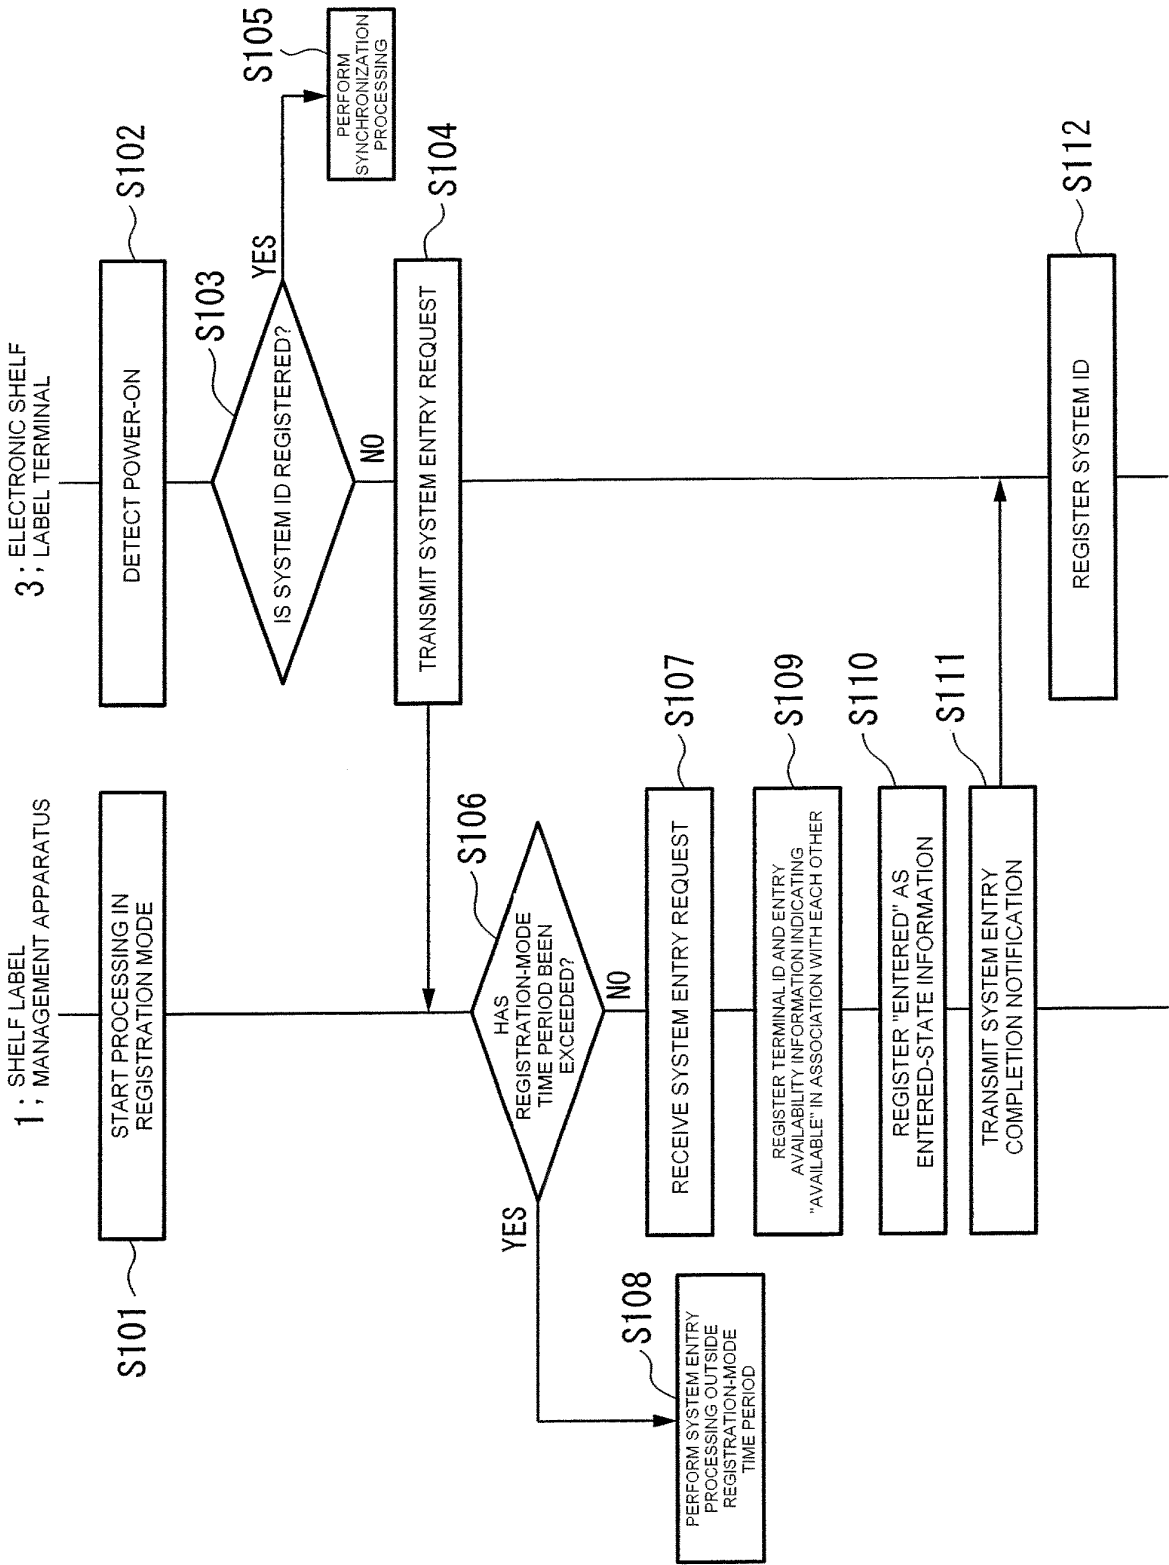 1; SHELF LABEL
MANAGEMENT APPARATUS
3; ELECTRONIC SHELF
LABEL TERMINAL
S101
START PROCESSING IN
REGISTRATION MODE
DETECT POWER-ON
S102
IS SYSTEM ID REGISTERED?
S103
YES
NO
PERFORM
SYNCHRONIZATION
PROCESSING
S105
TRANSMIT SYSTEM ENTRY REQUEST
S104
HAS
REGISTRATION-MODE
TIME PERIOD BEEN
EXCEEDED?
S106
YES
NO
PERFORM SYSTEM ENTRY
PROCESSING OUTSIDE
REGISTRATION-MODE
TIME PERIOD
S108
RECEIVE SYSTEM ENTRY REQUEST
S107
REGISTER TERMINAL ID AND ENTRY
AVAILABILITY INFORMATION INDICATING
"AVAILABLE" IN ASSOCIATION WITH EACH OTHER
S109
REGISTER "ENTERED" AS
ENTERED-STATE INFORMATION
S110
TRANSMIT SYSTEM ENTRY
COMPLETION NOTIFICATION
S111
REGISTER SYSTEM ID
S112